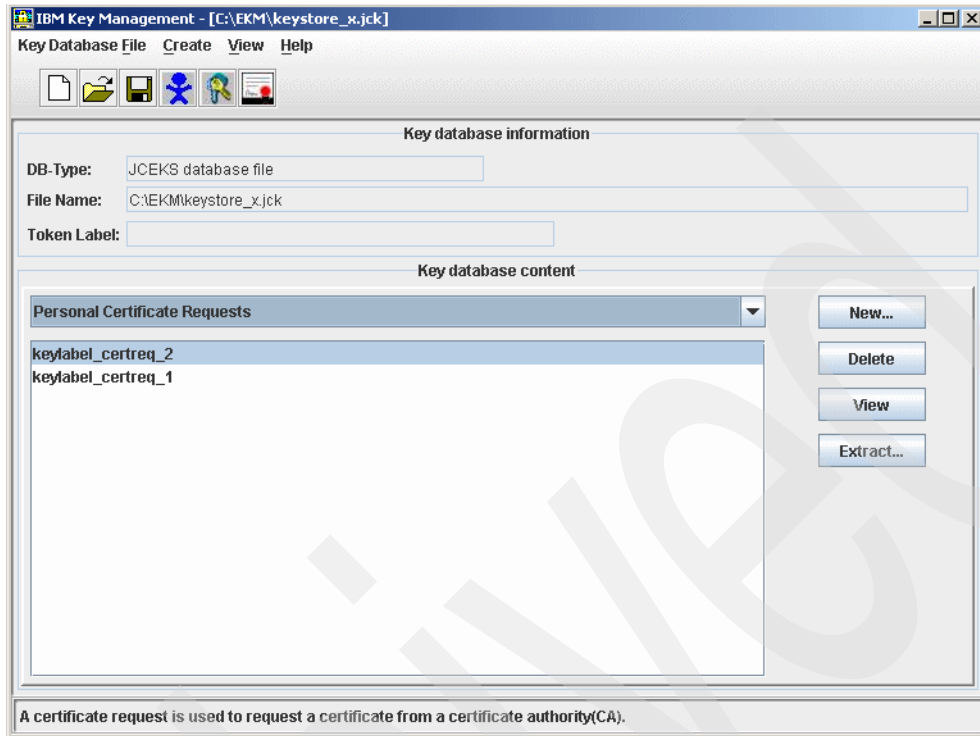 IBM Key Management - [C:\EKM\keystore_x.jck]
Key Database File Create View Help
Key database information
DB-Type: JCEKS database file
File Name: C:\EKM\keystore_x.jck
Token Label:
Key database content
Personal Certificate Requests
New...
keylabel_certreq_2
Delete
keylabel_certreq_1
View
Extract...
A certificate request is used to request a certificate from a certificate authority(CA).